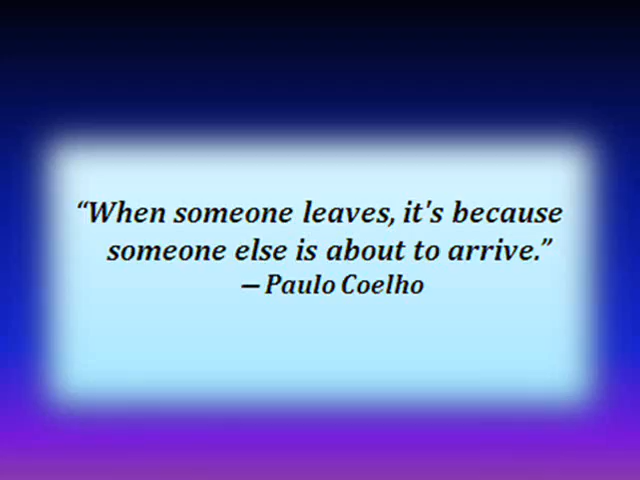 “When someone leaves, it's because
someone else is about to arrive.”
— Paulo Coelho